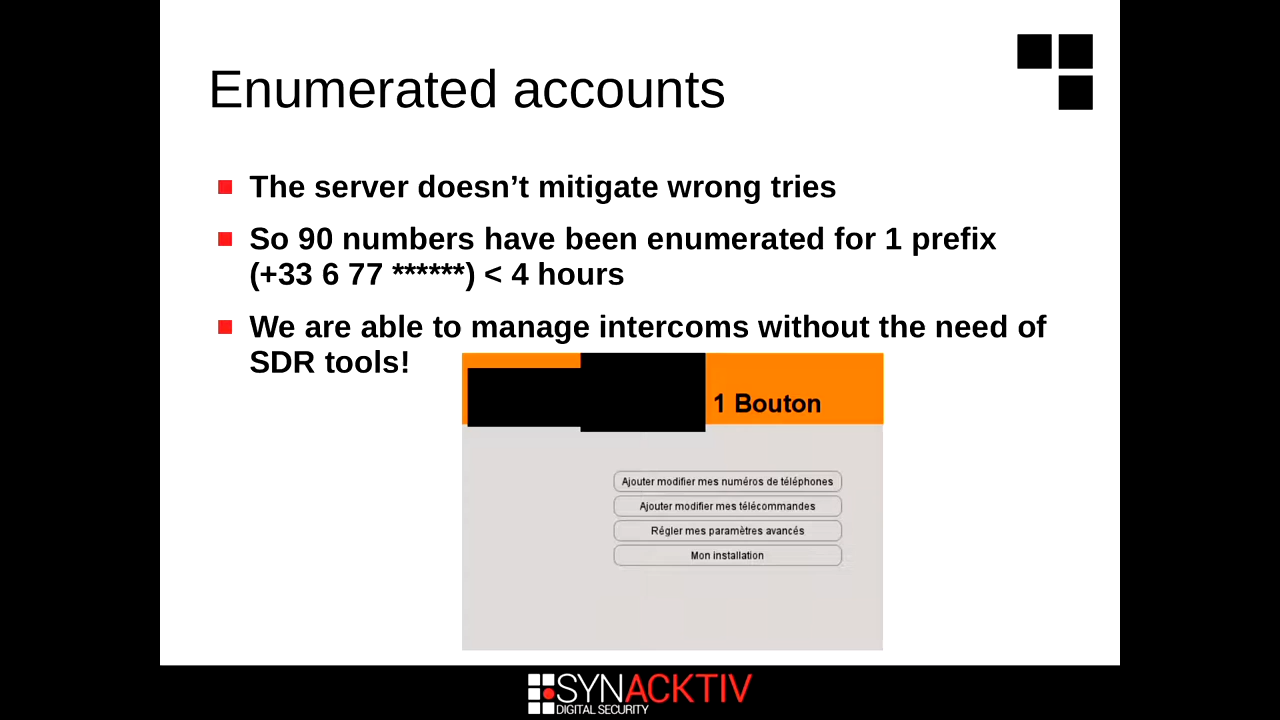 Enumerated accounts
The server doesn’t mitigate wrong tries
So 90 numbers have been enumerated for 1 prefix
(+33 6 77 ******) < 4 hours
We are able to manage intercoms without the need of
SDR tools!
1 Bouton
Ajouter modifier mes numéros de téléphones
Ajouter modifier mes télécommandes
Régler mes paramètres avancés
Mon installation
SYNACKTIV
DIGITAL SECURITY